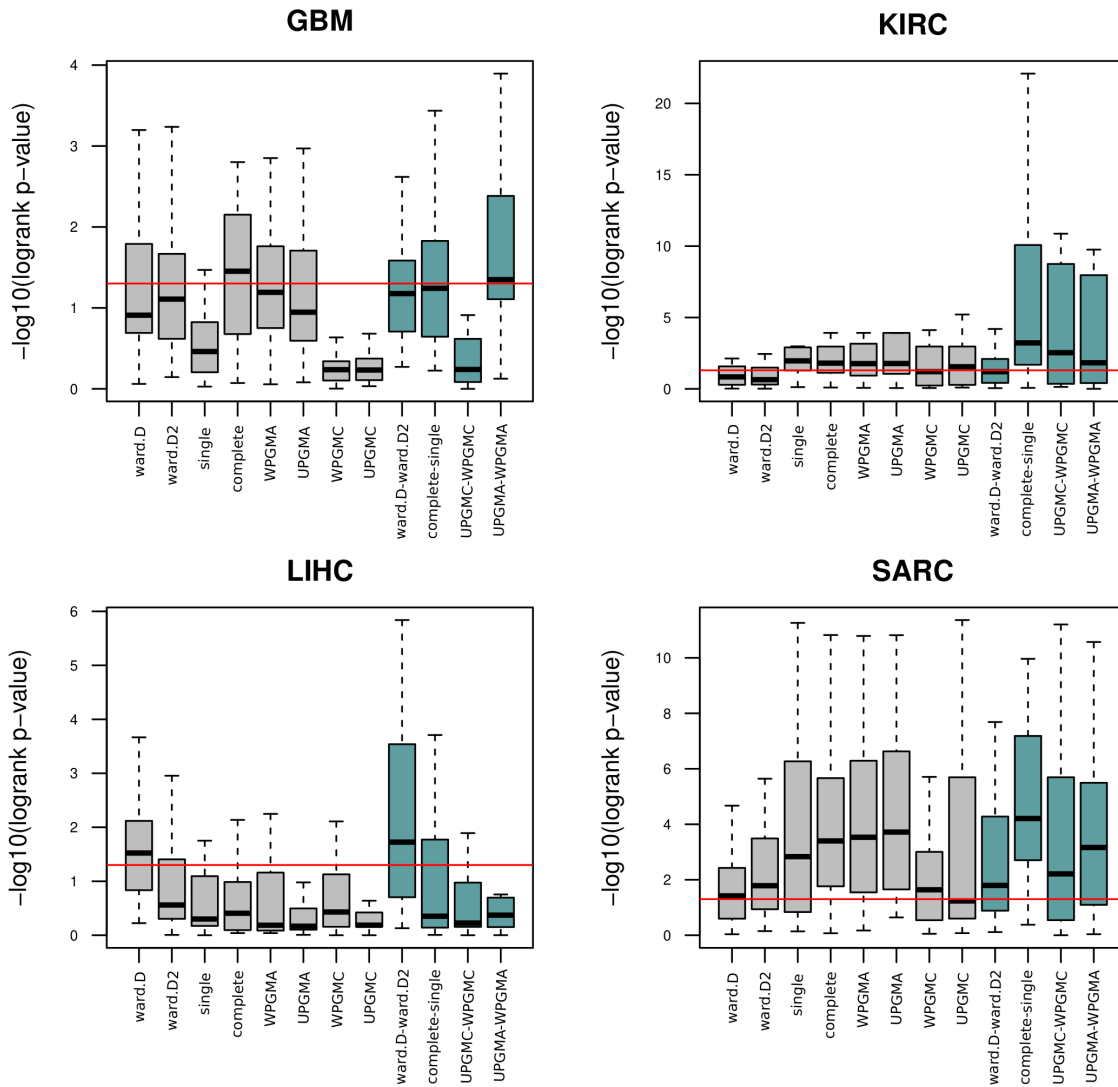 GBM
−log10(logrank p−value)
4
3
2
1
0
ward.D
ward.D2
single
complete
WPGMA
UPGMA
WPGMC
UPGMC
ward.D-ward.D2
complete-single
UPGMC-WPGMC
UPGMA-WPGMA
KIRC
−log10(logrank p−value)
20
15
10
5
0
ward.D
ward.D2
single
complete
WPGMA
UPGMA
WPGMC
UPGMC
ward.D-ward.D2
complete-single
UPGMC-WPGMC
UPGMA-WPGMA
LIHC
−log10(logrank p−value)
6
5
4
3
2
1
0
ward.D
ward.D2
single
complete
WPGMA
UPGMA
WPGMC
UPGMC
ward.D-ward.D2
complete-single
UPGMC-WPGMC
UPGMA-WPGMA
SARC
−log10(logrank p−value)
10
8
6
4
2
0
ward.D
ward.D2
single
complete
WPGMA
UPGMA
WPGMC
UPGMC
ward.D-ward.D2
complete-single
UPGMC-WPGMC
UPGMA-WPGMA